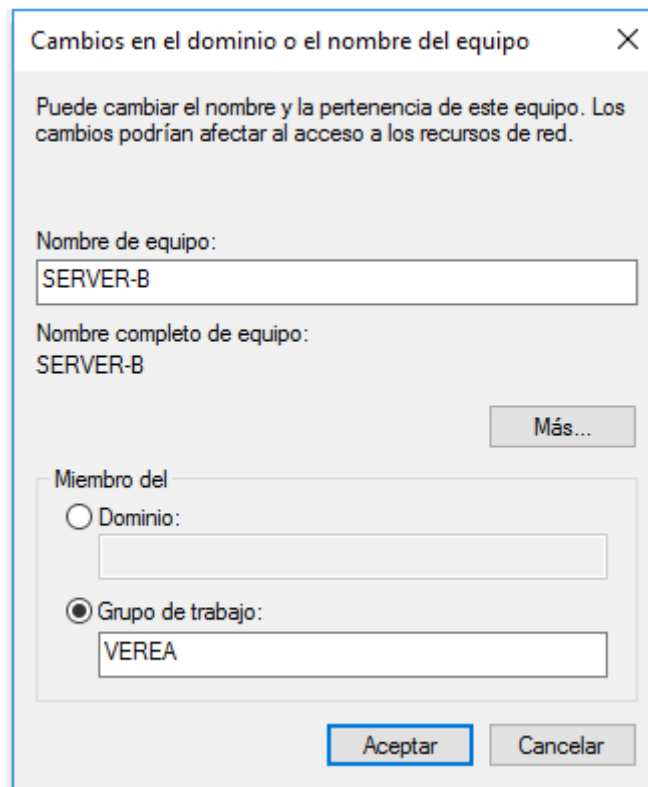 Cambios en el dominio o el nombre del equipo
Puede cambiar el nombre y la pertenencia de este equipo. Los
cambios podrían afectar al acceso a los recursos de red.
Nombre de equipo:
SERVER-B
Nombre completo de equipo:
SERVER-B
Más...
Miembro del
Dominio:
Grupo de trabajo:
VEREA
Aceptar Cancelar